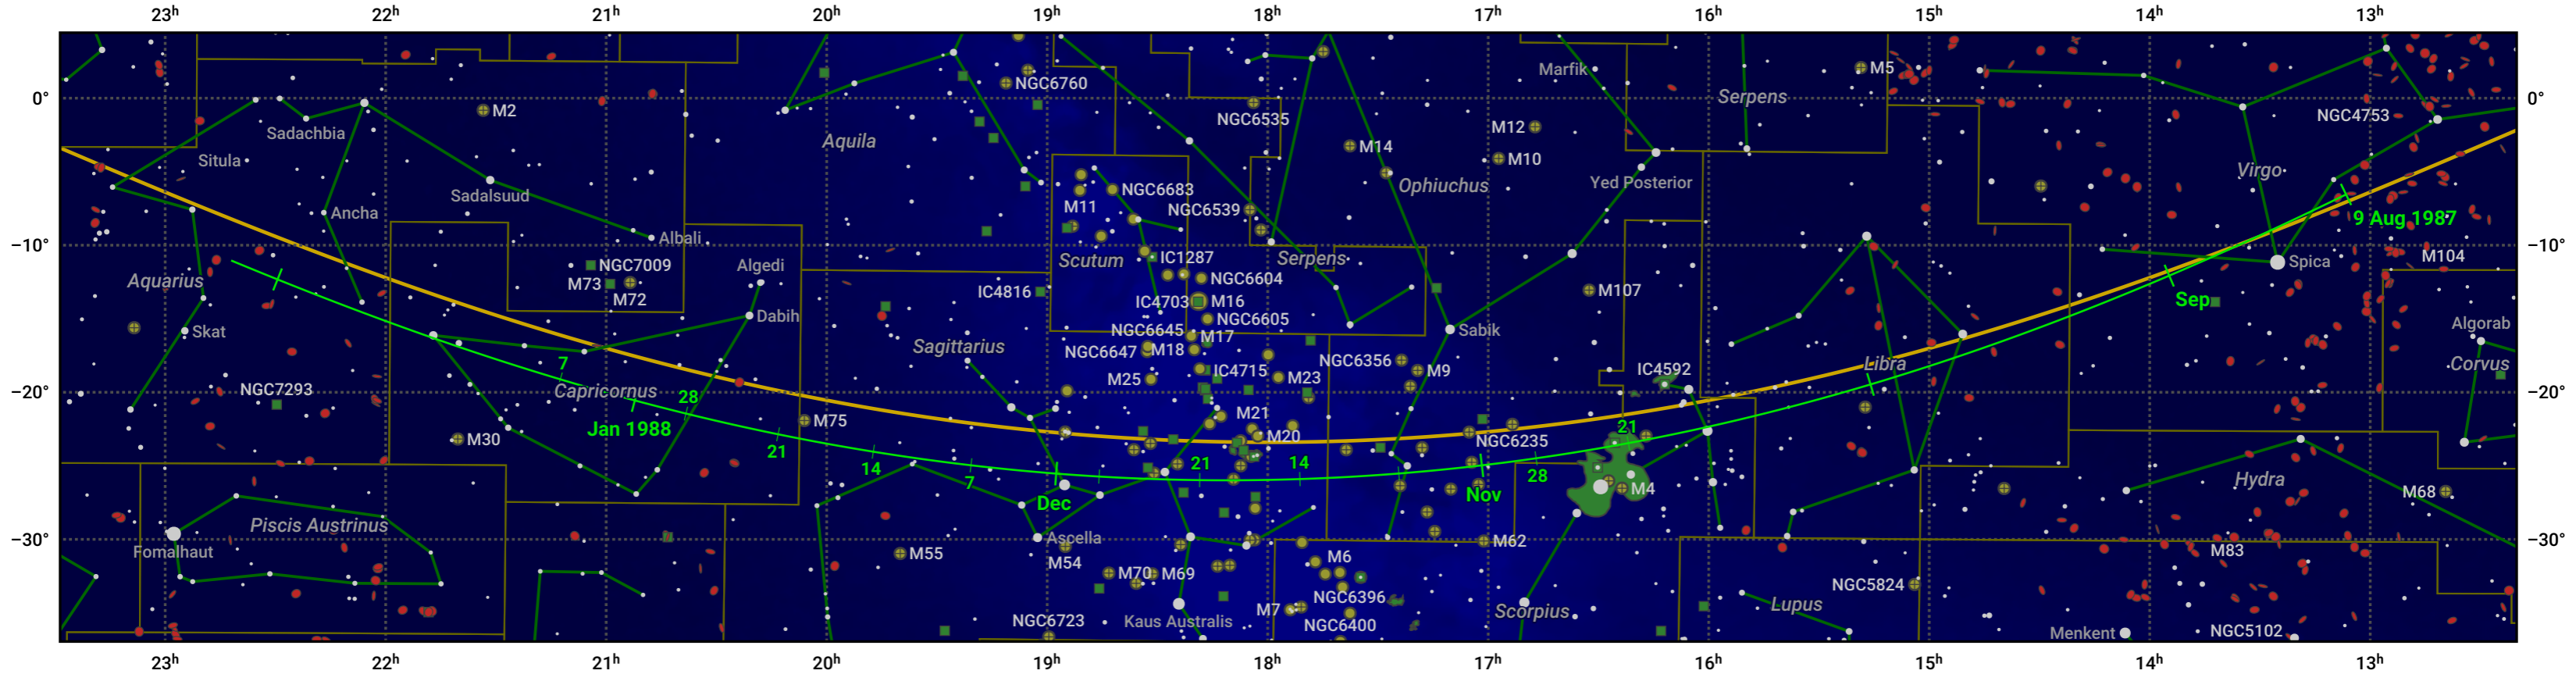 23h 22h 21h 20h 19h 18h 17h 16h 15h 14h 13h
Marfik
M5
NGC6760
0° 0°
M2
Serpens
NGC6535
NGC4753
Sadachbia
Aquila
M12
M14
Situla
M10
Virgo
Ophiuchus
Yed Posterior
Sadalsuud
NGC6683
M11
Ancha
NGC6539
9 Aug 1987
Albali
−10° −10°
M104
IC1287
Scutum
Serpens
Spica
NGC7009
Algedi
Aquarius
M73
NGC6604
IC4816
M107
M72
IC4703
M16
Sep
Dabih
NGC6605
Algorab
Skat
NGC6645
M17
Sabik
Sagittarius
NGC6647
M18
7
NGC6356
Libra
Corvus
IC4715
M9
IC4592
M25
M23
−20° −20°
NGC7293
Capricornus
28
M21
M75
Jan 1988
21
M30
M20
NGC6235
21
14
21
14
28
Hydra
7
M4
M68
Nov
Dec
Piscis Austrinus
−30° −30°
Ascella
M62
Fomalhaut
M55
M83
M54
M6
M70
M69
NGC5824
NGC6396
M7
Lupus
Scorpius
NGC6723
Kaus Australis
NGC6400
Menkent
NGC5102
23h 22h 21h 20h 19h 18h 17h 16h 15h 14h 13h